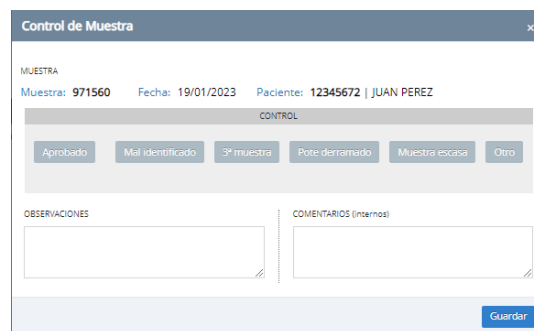 Control de Muestra ×
MUESTRA
Muestra: 971560 Fecha: 19/01/2023 Paciente: 12345672 | JUAN PEREZ
CONTROL
Aprobado Mal identificado 3ª muestra Pote derramado Muestra escasa Otro
OBSERVACIONES COMENTARIOS (internos)
Guardar